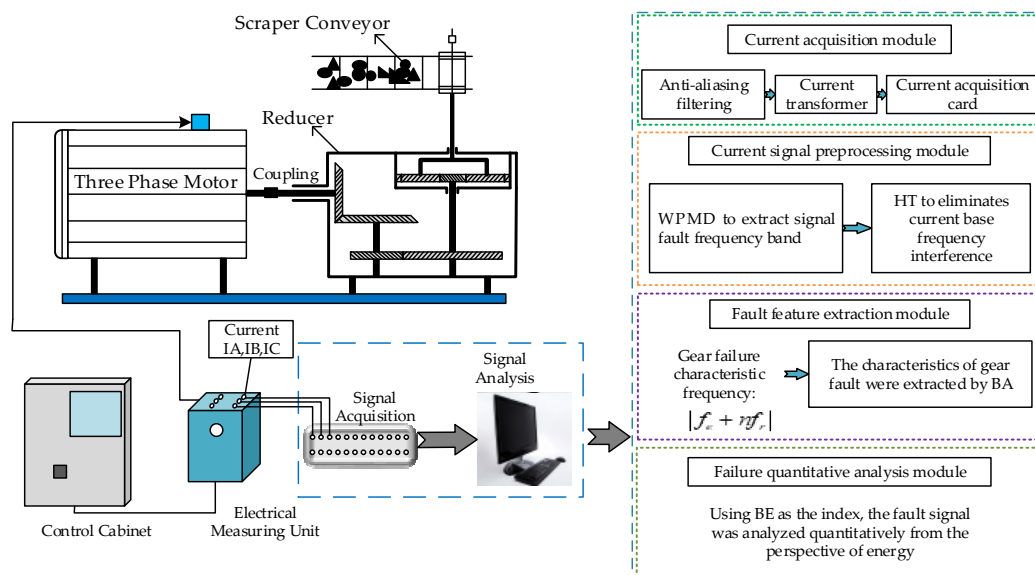 Scraper Conveyor
Reducer
Three Phase Motor
Coupling
Current
IA,IB,IC
Signal
Acquisition
Signal
Analysis
Control Cabinet
Electrical
Measuring Unit
Current acquisition module
Anti-aliasing
filtering
Current
transformer
Current acquisition
card
Current signal preprocessing module
WPMD to extract signal
fault frequency band
HT to eliminates
current base
frequency
interference
Fault feature extraction module
Gear failure
characteristic
frequency:
|f_e + nf_r|
The characteristics of gear
fault were extracted by BA
Failure quantitative analysis module
Using BE as the index, the fault signal
was analyzed quantitatively from the
perspective of energy